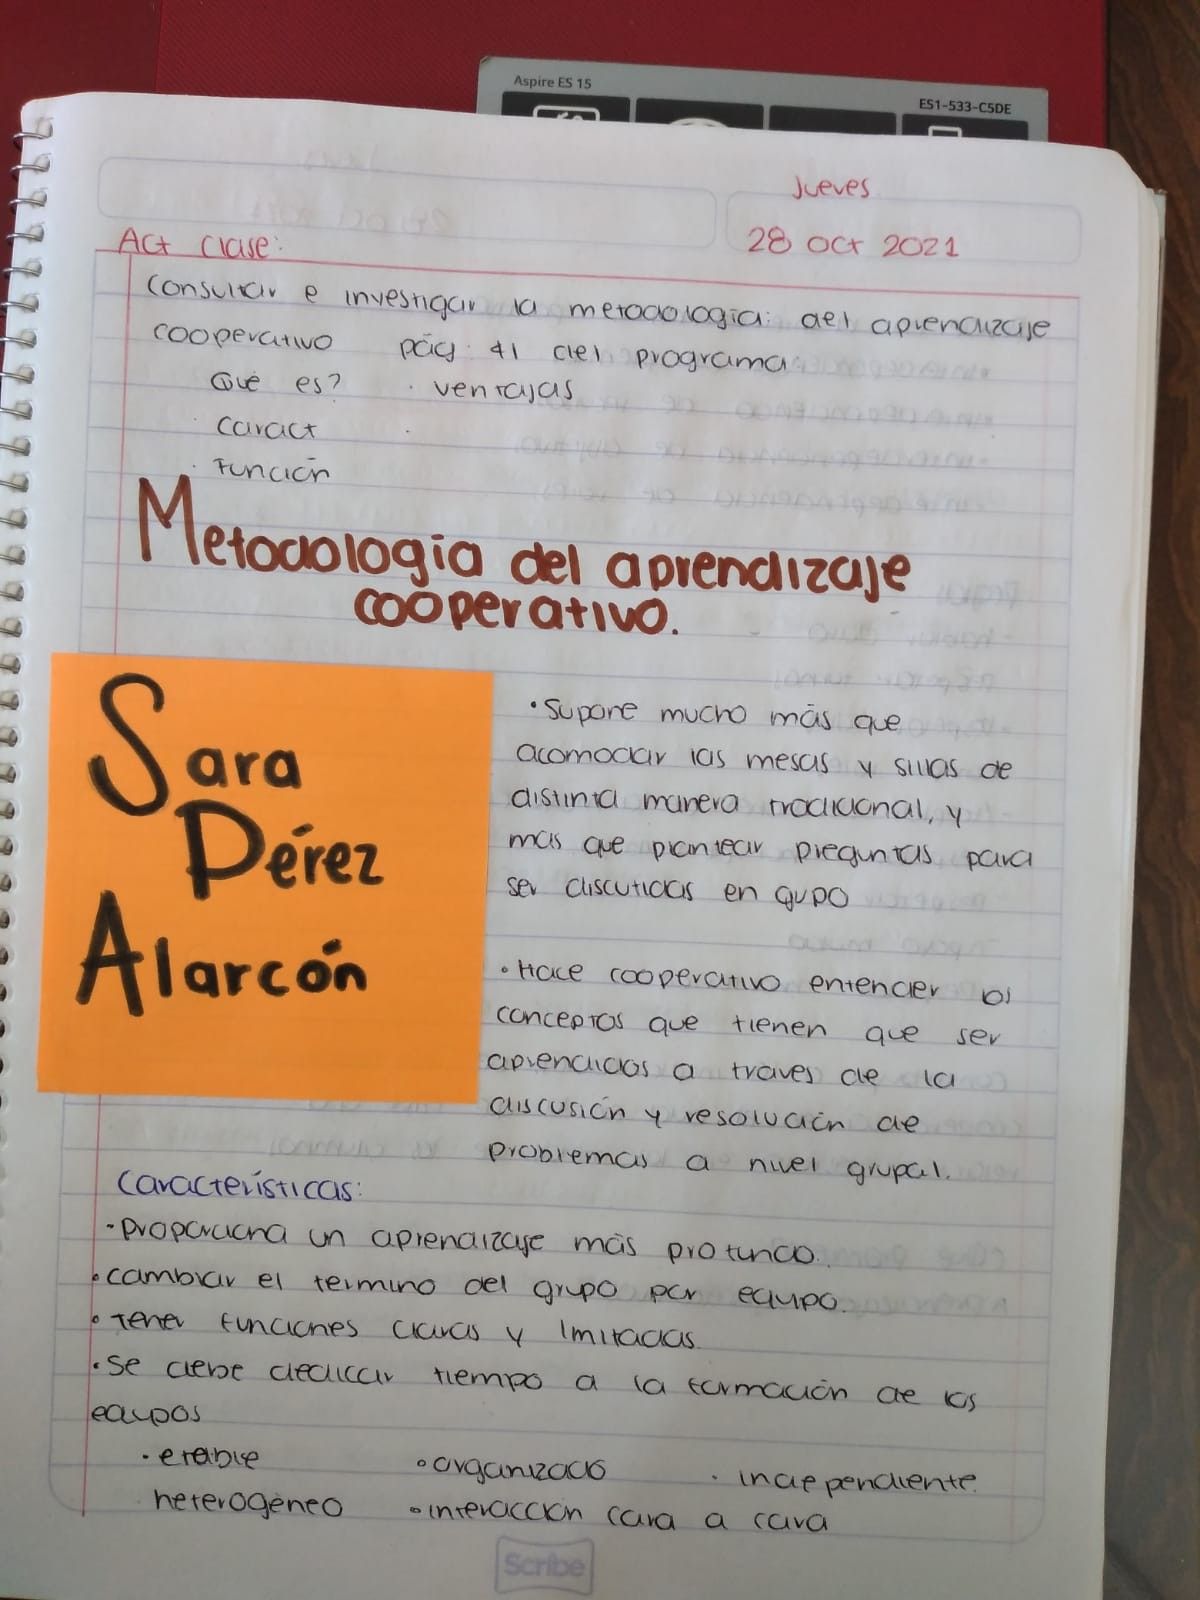 Aspire ES 15
ES1-533-C5DE
Jueves
28 Oct 2021
Act Clase:
Consultar e investigar la metodologia: del aprendizaje
cooperativo pág. 41 del programa
Qué es? · ventajas
· Caract ·
· Función
Metodologia del aprendizaje
cooperativo.
Sara
Pérez
Alarcón
· Supone mucho más que
acomodar las mesas y sillas de
distinta manera tradicional, y
más que plantear preguntas para
ser discutidas en gupo
· Hace cooperativo entender los
conceptos que tienen que ser
aprendidos a traves de la
discusión y resolución de
problemas a nivel grupal.
Características:
· Proporciona un aprendizaje más profundo.
· cambiar el termino del grupo por equipo.
· Tener funciones claras y limitadas.
· Se debe dedicar tiempo a la formación de los
equipos
· etable · organizado · independiente.
heterogéneo · interacción cara a cara
Scribe